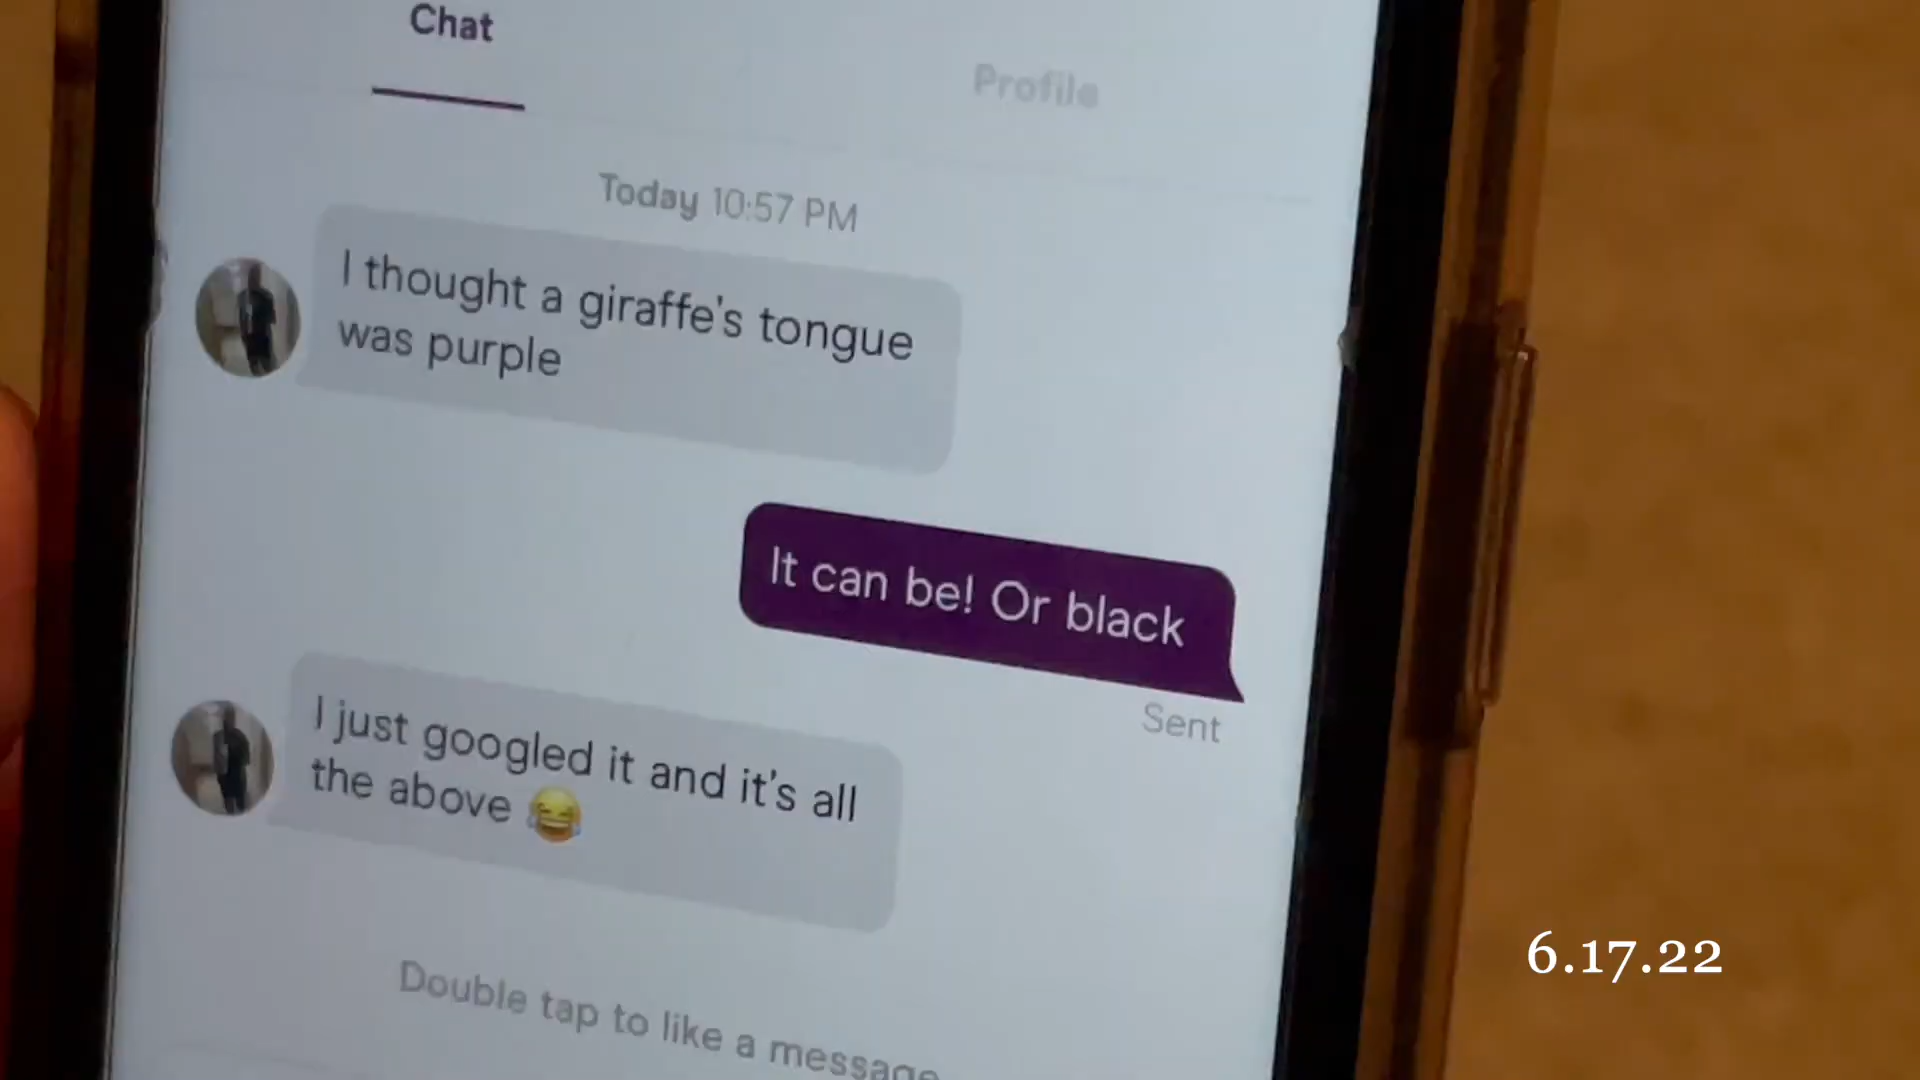 Chat
Profile
Today 10:57 PM
I thought a giraffe's tongue
was purple
It can be! Or black
Sent
I just googled it and it's all
the above 😂
Double tap to like a message
6.17.22